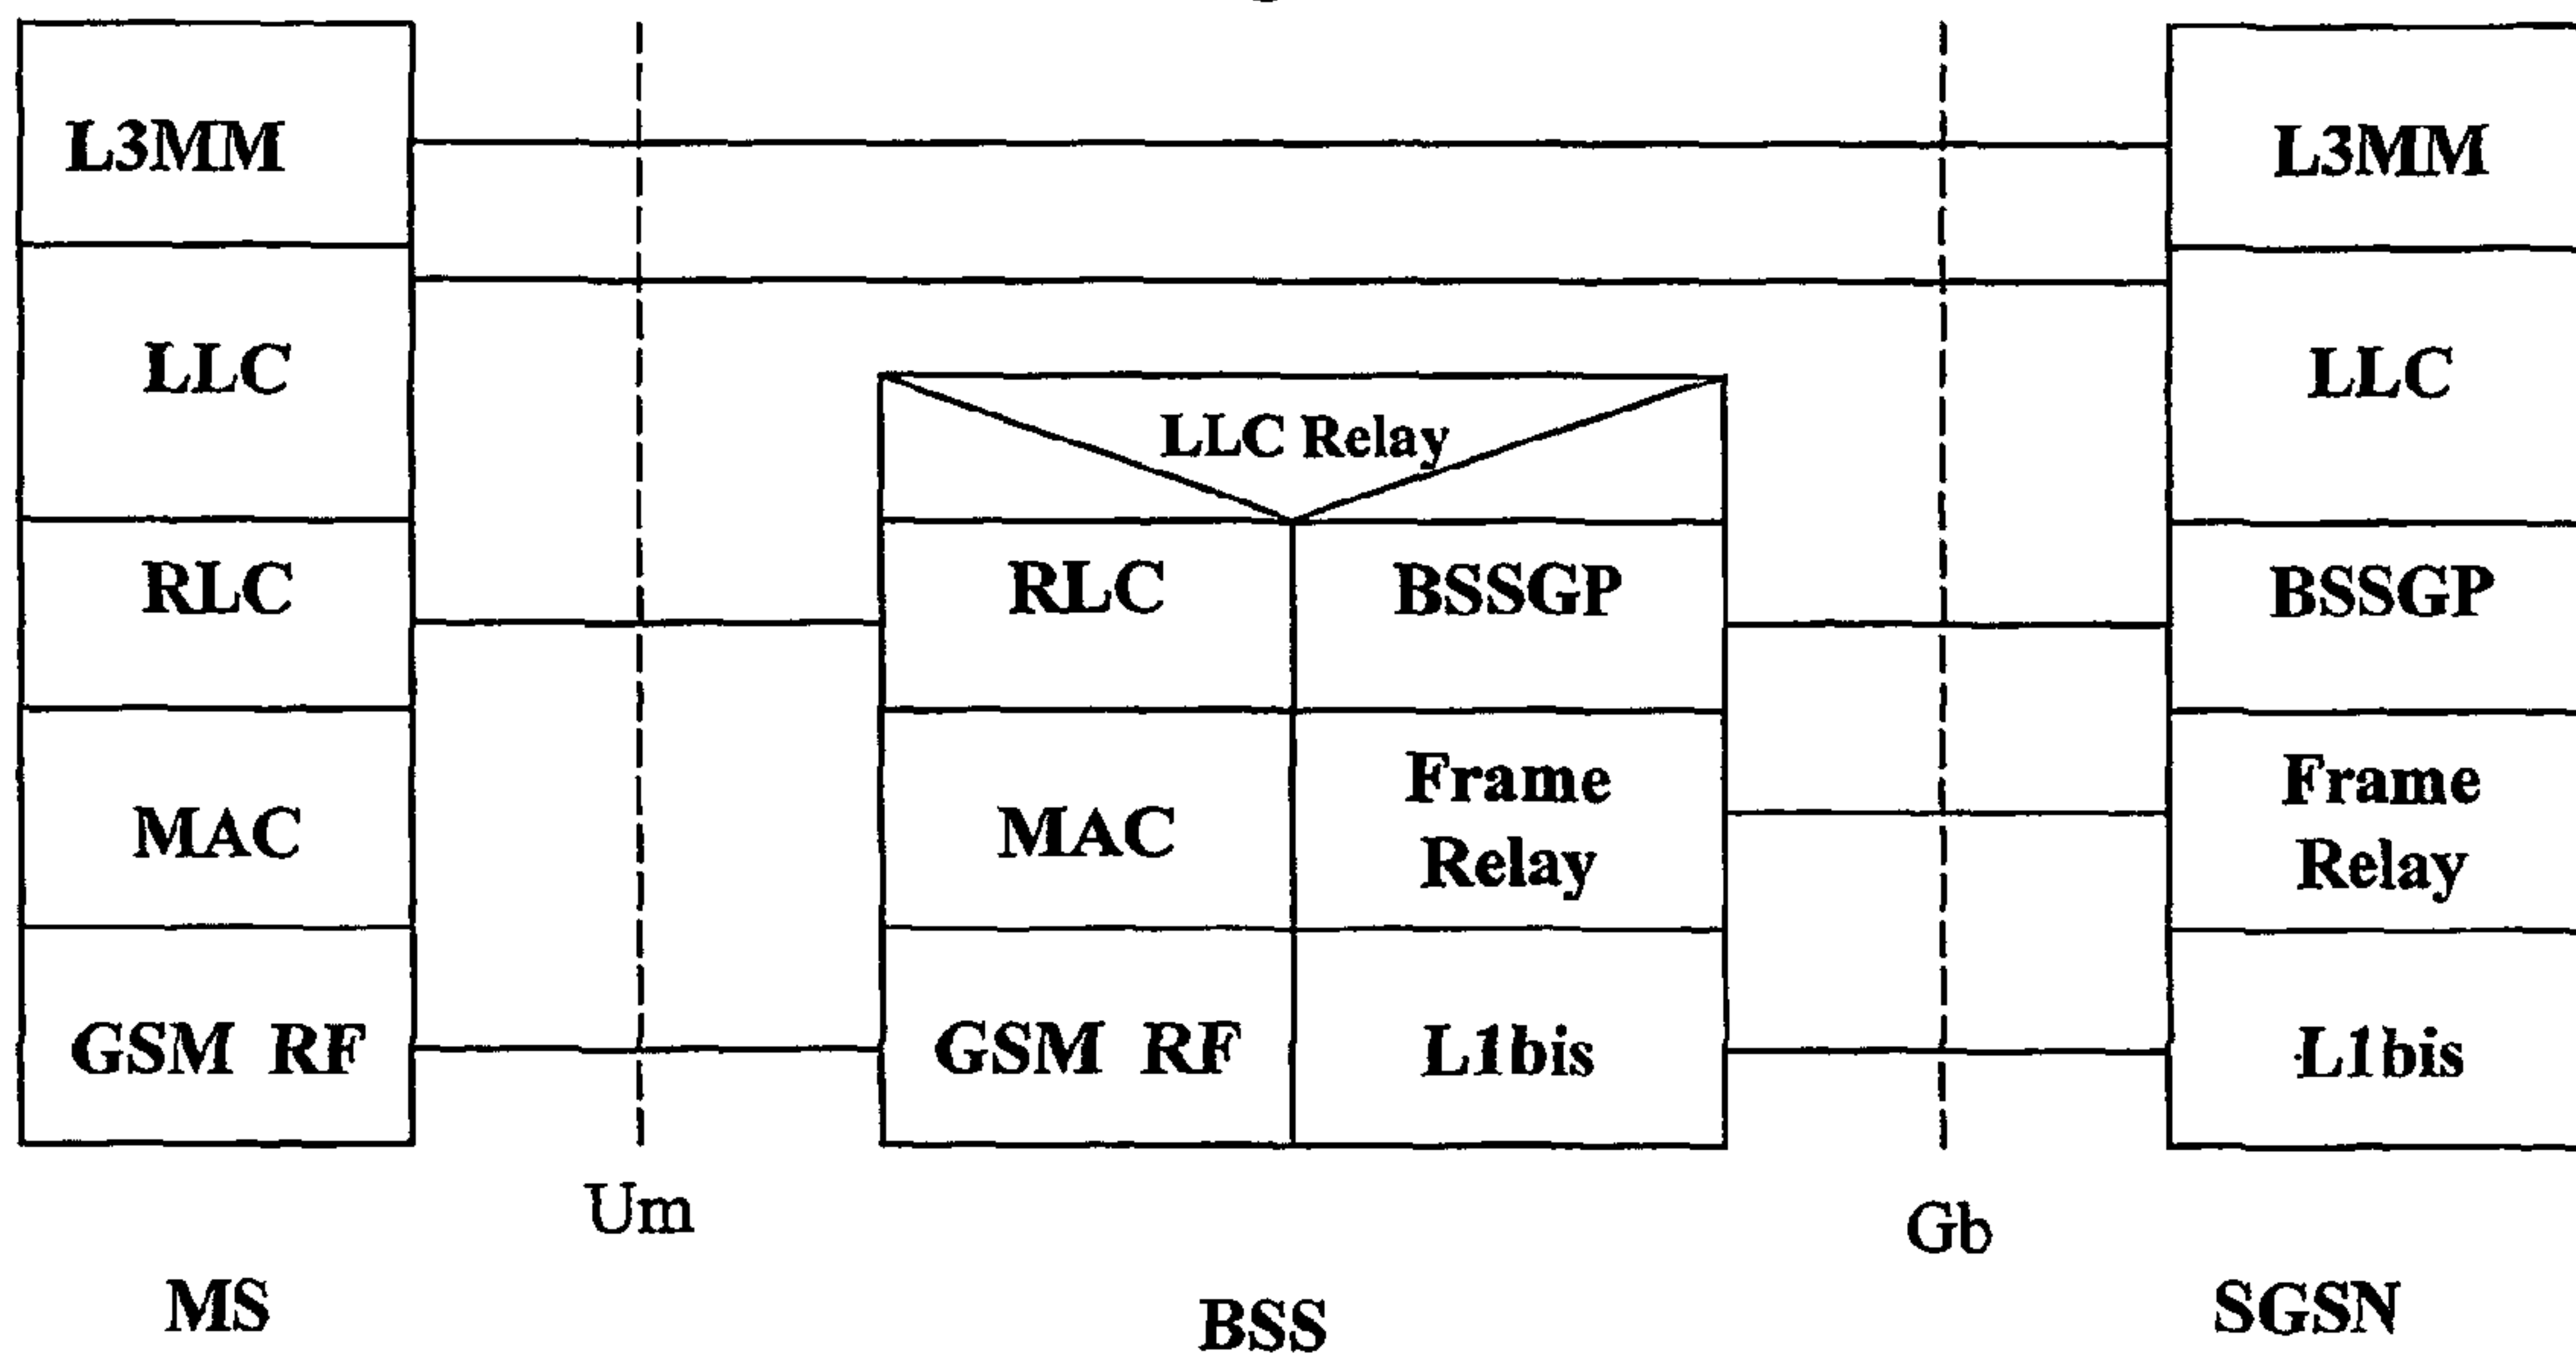 L3MM
LLC
RLC
MAC
GSM RF
LLC Relay
RLC
BSSGP
MAC
Frame
Relay
GSM RF
L1bis
L3MM
LLC
BSSGP
Frame
Relay
L1bis
Um
Gb
MS
BSS
SGSN